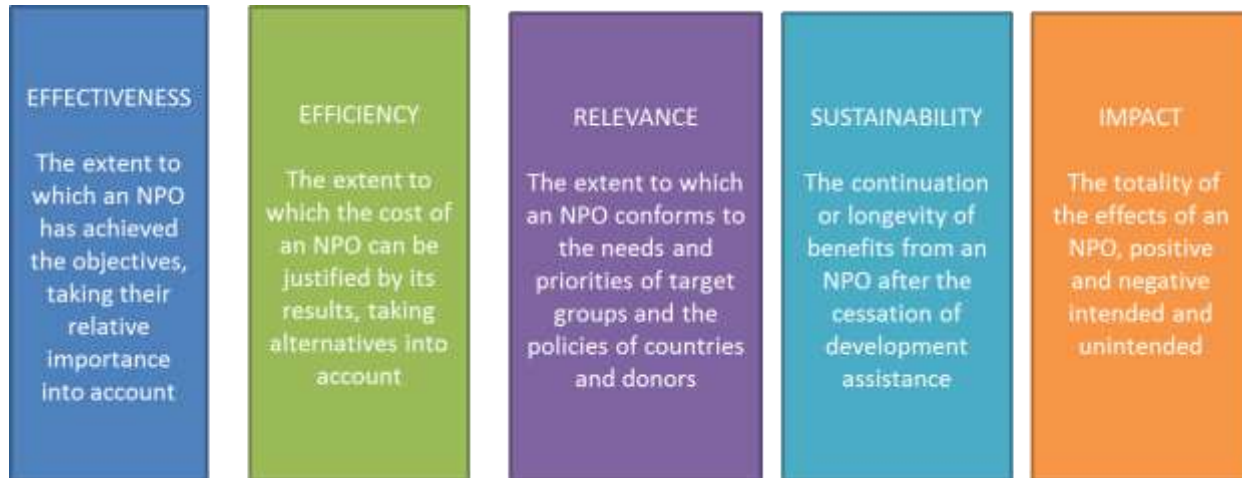 EFFECTIVENESS
The extent to
which an NPO
has achieved
the objectives,
taking their
relative
importance
into account
EFFICIENCY
The extent to
which the cost of
an NPO can be
justified by its
results, taking
alternatives into
account
RELEVANCE
The extent to which
an NPO conforms to
the needs and
priorities of target
groups and the
policies of countries
and donors
SUSTAINABILITY
The continuation
or longevity of
benefits from an
NPO after the
cessation of
development
assistance
IMPACT
The totality of
the effects of an
NPO, positive
and negative
intended and
unintended